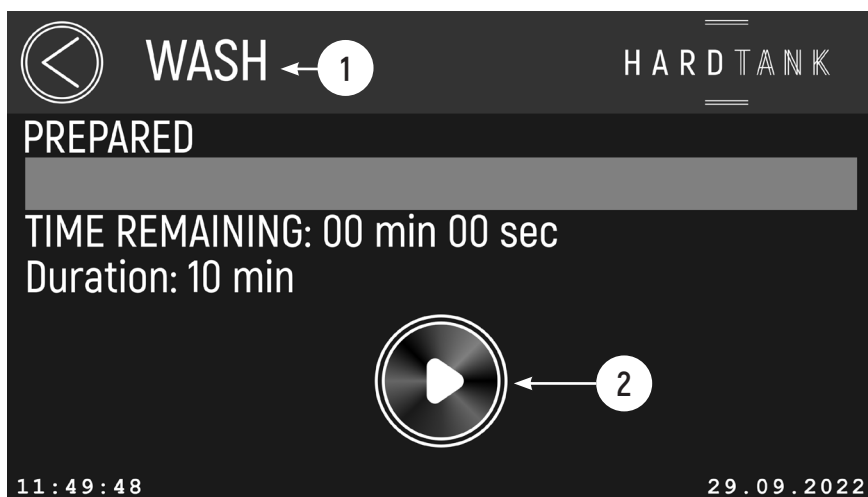 WASH
1
HARDTANK
PREPARED
TIME REMAINING: 00 min 00 sec
Duration: 10 min
2
11:49:48
29.09.2022